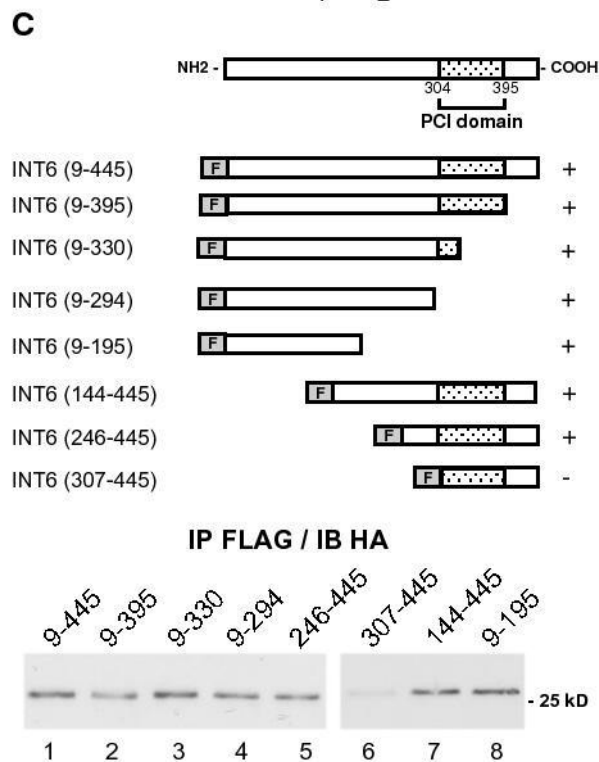 C
NH2 - - COOH
304 395
PCI domain
INT6 (9-445) F +
INT6 (9-395) F +
INT6 (9-330) F +
INT6 (9-294) F +
INT6 (9-195) F +
INT6 (144-445) F +
INT6 (246-445) F +
INT6 (307-445) F -
IP FLAG / IB HA
9-445 9-395 9-330 9-294 246-445 307-445 144-445 9-195
- 25 kD
1 2 3 4 5 6 7 8